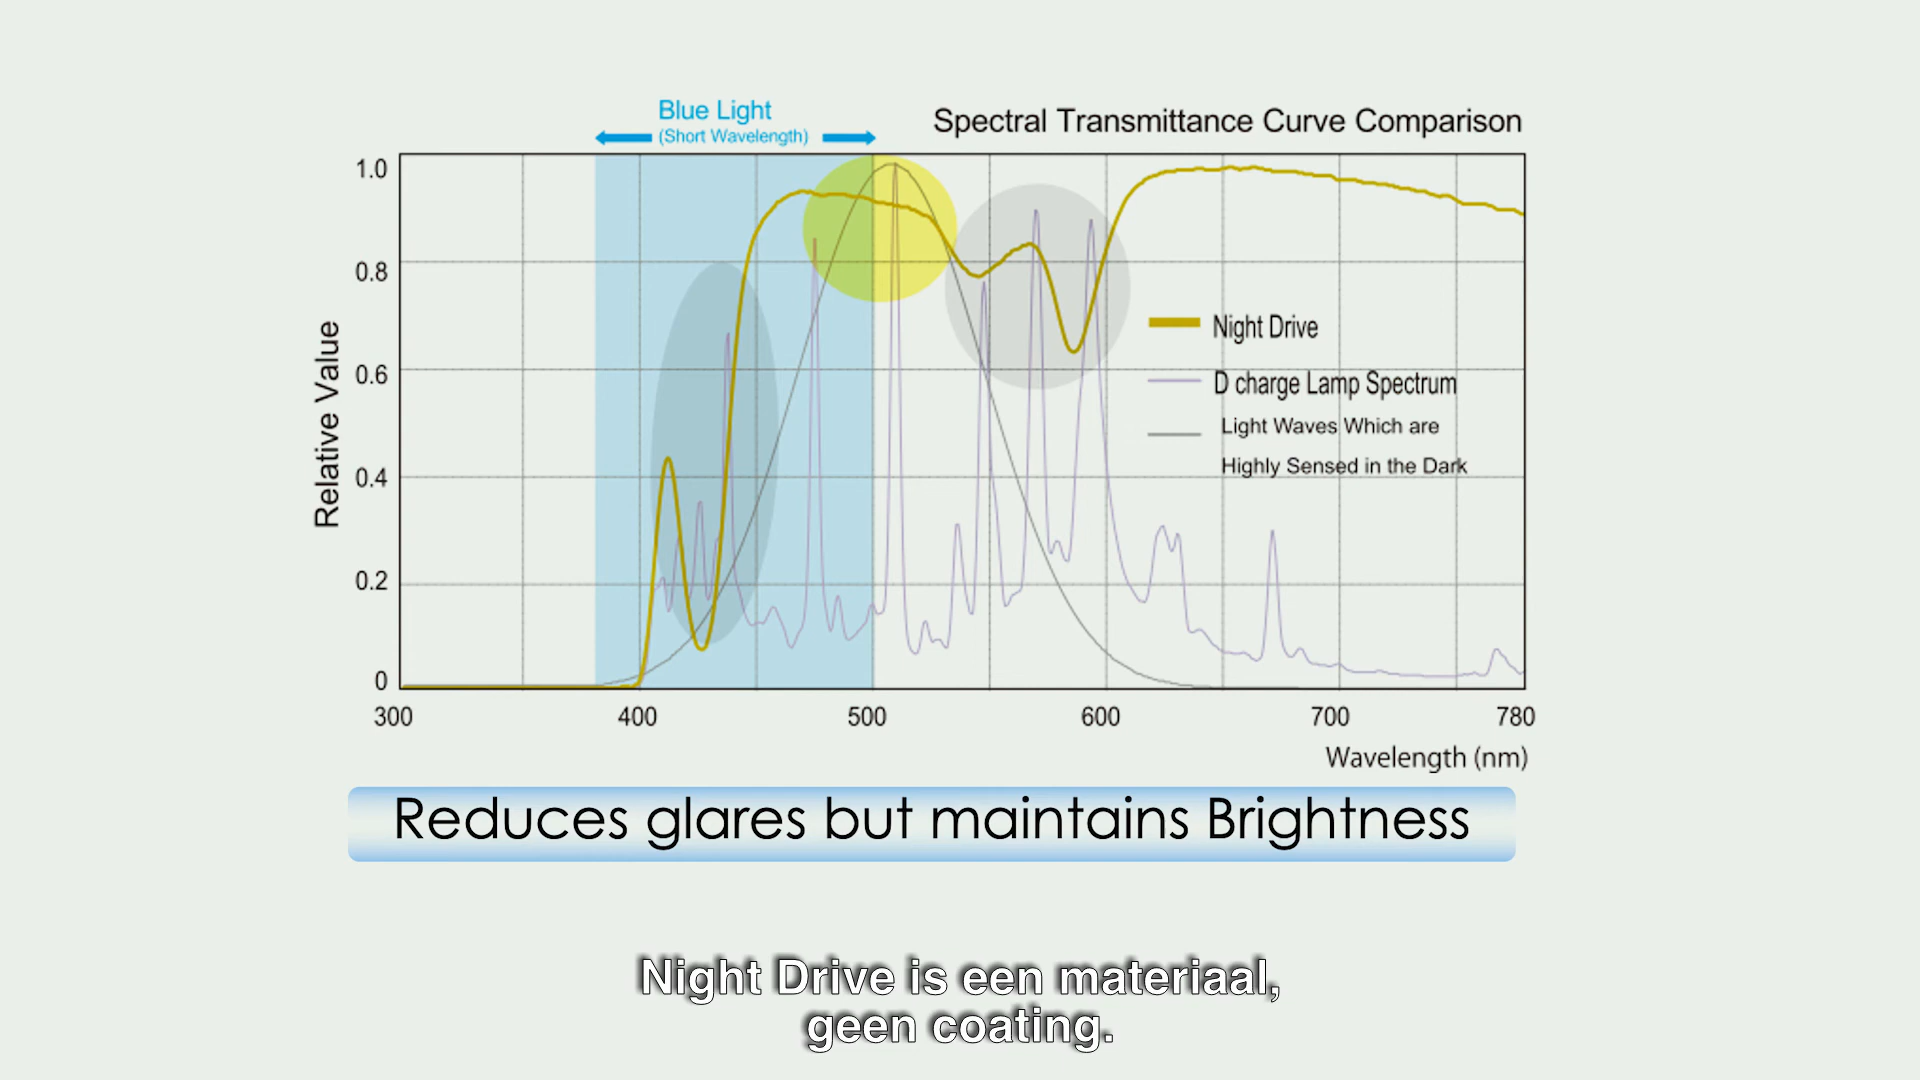 Blue Light
(Short Wavelength)
Spectral Transmittance Curve Comparison
1.0
0.8
0.6
0.4
0.2
0
Relative Value
Night Drive
D charge Lamp Spectrum
Light Waves Which are
Highly Sensed in the Dark
300 400 500 600 700 780
Wavelength (nm)
Reduces glares but maintains Brightness
Night Drive is een materiaal,
geen coating.